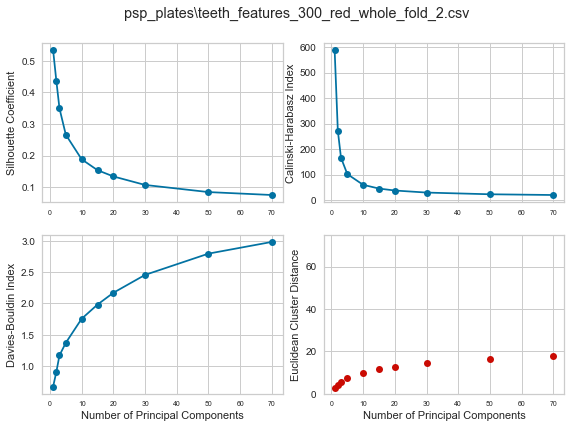 psp_plates\teeth_features_300_red_whole_fold_2.csv
Silhouette Coefficient
0.5
0.4
0.3
0.2
0.1
0 10 20 30 40 50 60 70
Calinski-Harabasz Index
600
500
400
300
200
100
0
0 10 20 30 40 50 60 70
Davies-Bouldin Index
3.0
2.5
2.0
1.5
1.0
0 10 20 30 40 50 60 70
Number of Principal Components
Euclidean Cluster Distance
60
40
20
0
0 10 20 30 40 50 60 70
Number of Principal Components